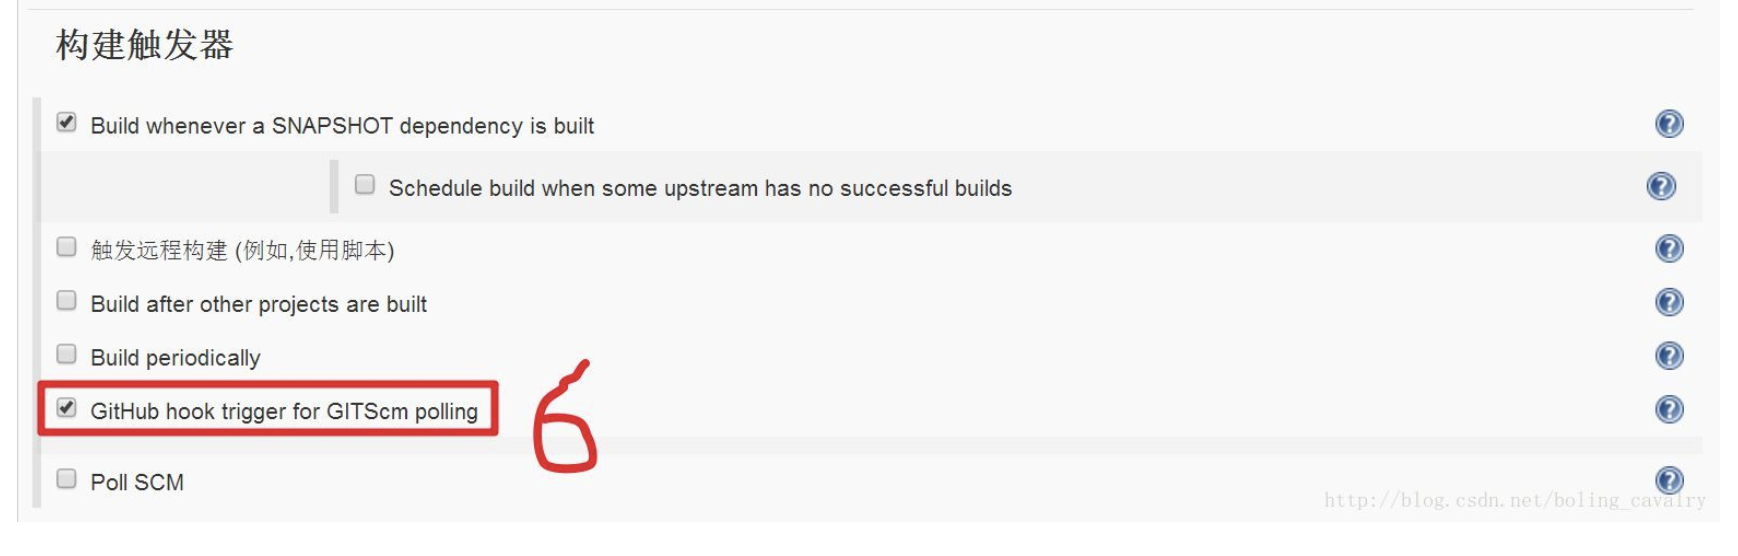 构建触发器
Build whenever a SNAPSHOT dependency is built
Schedule build when some upstream has no successful builds
触发远程构建 (例如,使用脚本)
Build after other projects are built
Build periodically
GitHub hook trigger for GITScm polling
6
Poll SCM
http://blog.csdn.net/boling_cavalry